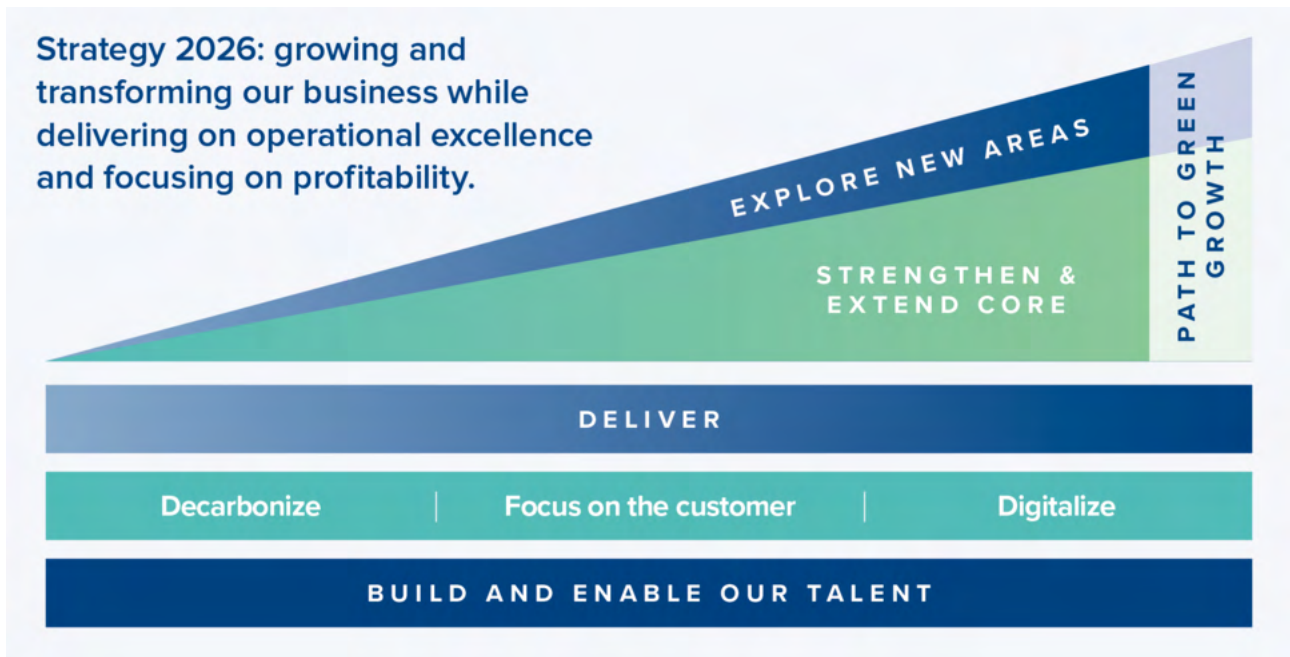 Strategy 2026: growing and
transforming our business while
delivering on operational excellence
and focusing on profitability.
EXPLORE NEW AREAS
STRENGTHEN &
EXTEND CORE
PATH TO GREEN
GROWTH
DELIVER
Decarbonize | Focus on the customer | Digitalize
BUILD AND ENABLE OUR TALENT